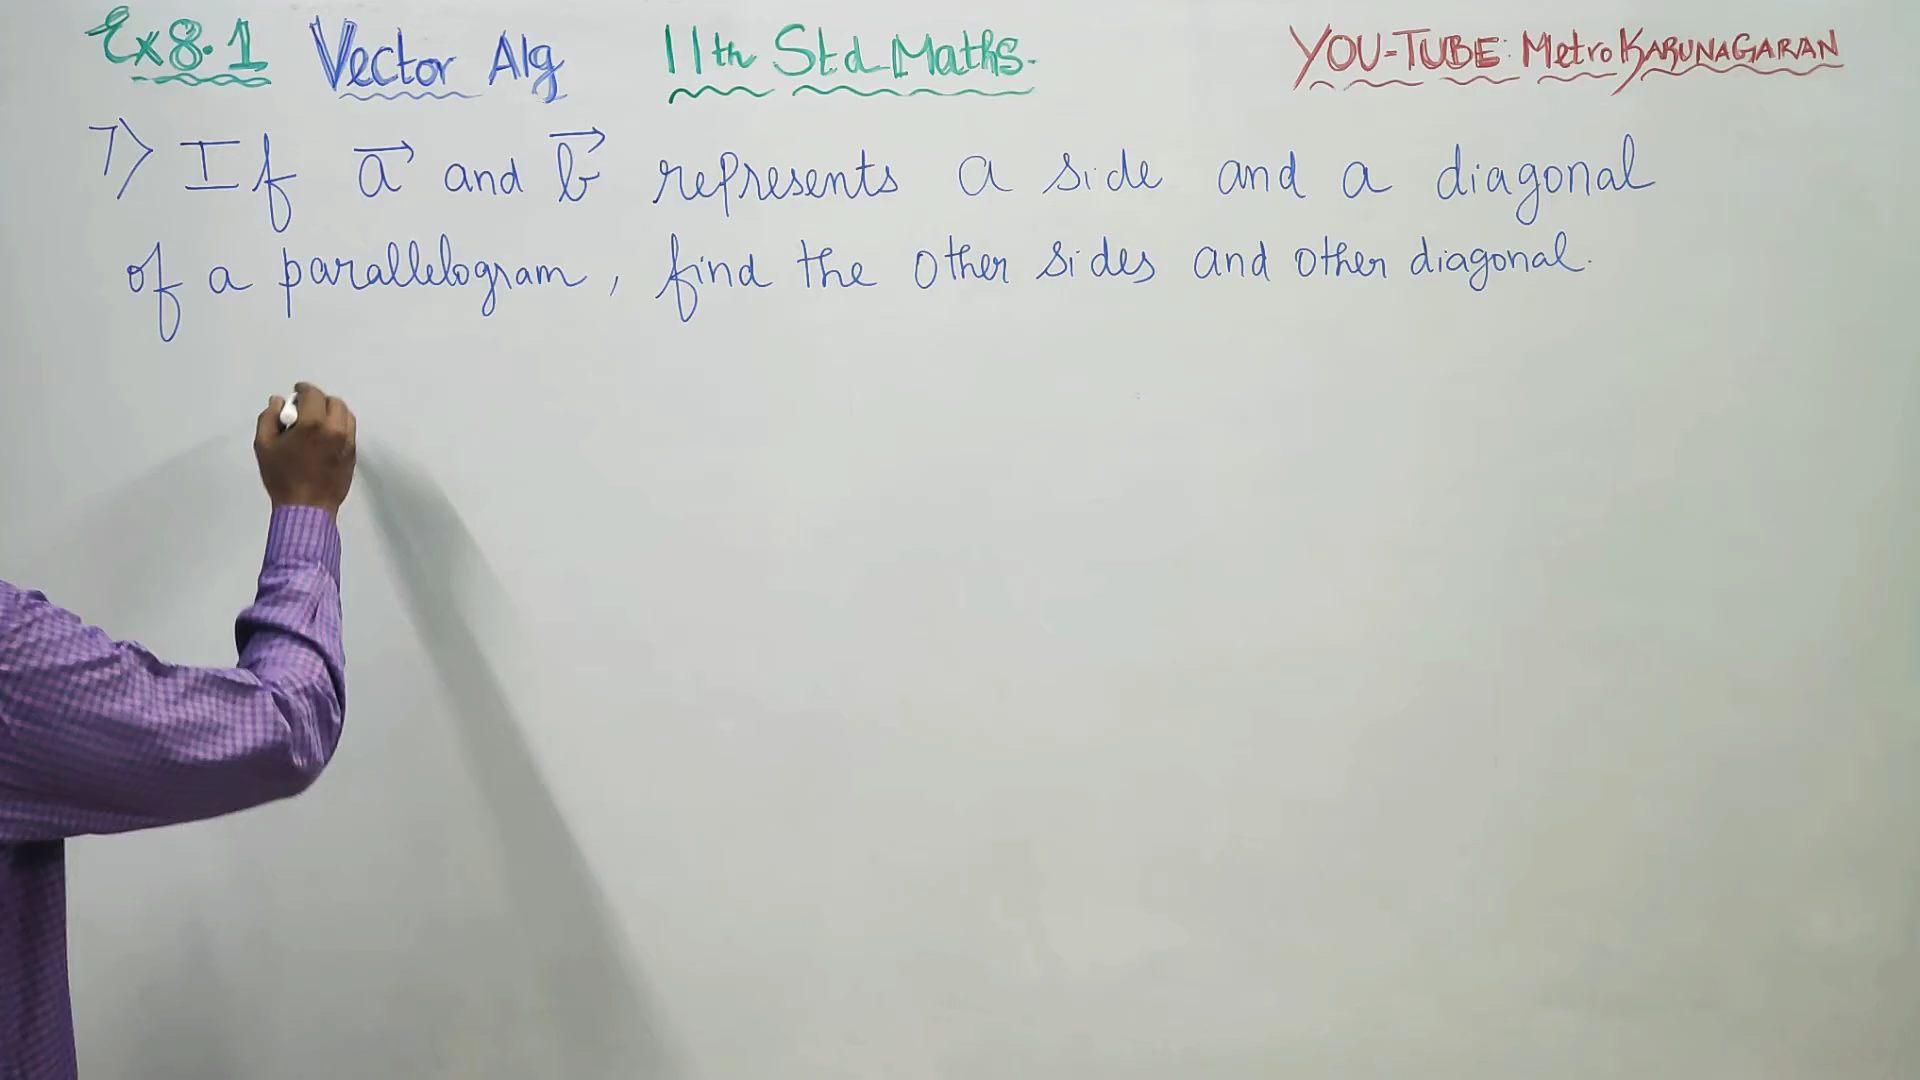 Ex 8.1 Vector Alg 11th Std Maths. YOU-TUBE: Metro KARUNAGARAN
7) If a⃗ and b⃗ represents a side and a diagonal
of a parallelogram, find the other sides and other diagonal.